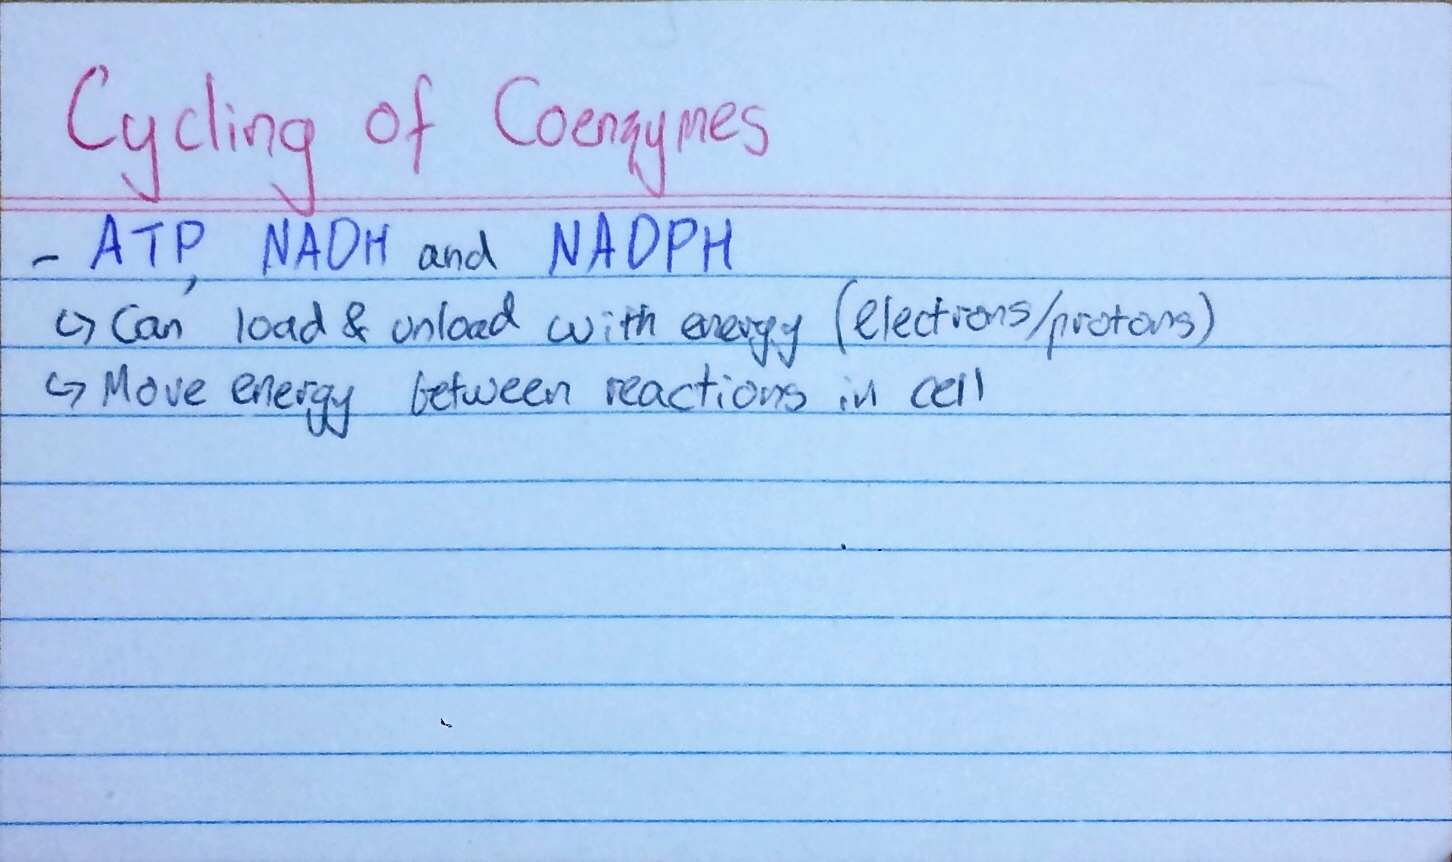 Cycling of Coenzymes
- ATP, NADH and NADPH
↳ Can load & unload with energy (electrons/protons)
↳ Move energy between reactions in cell